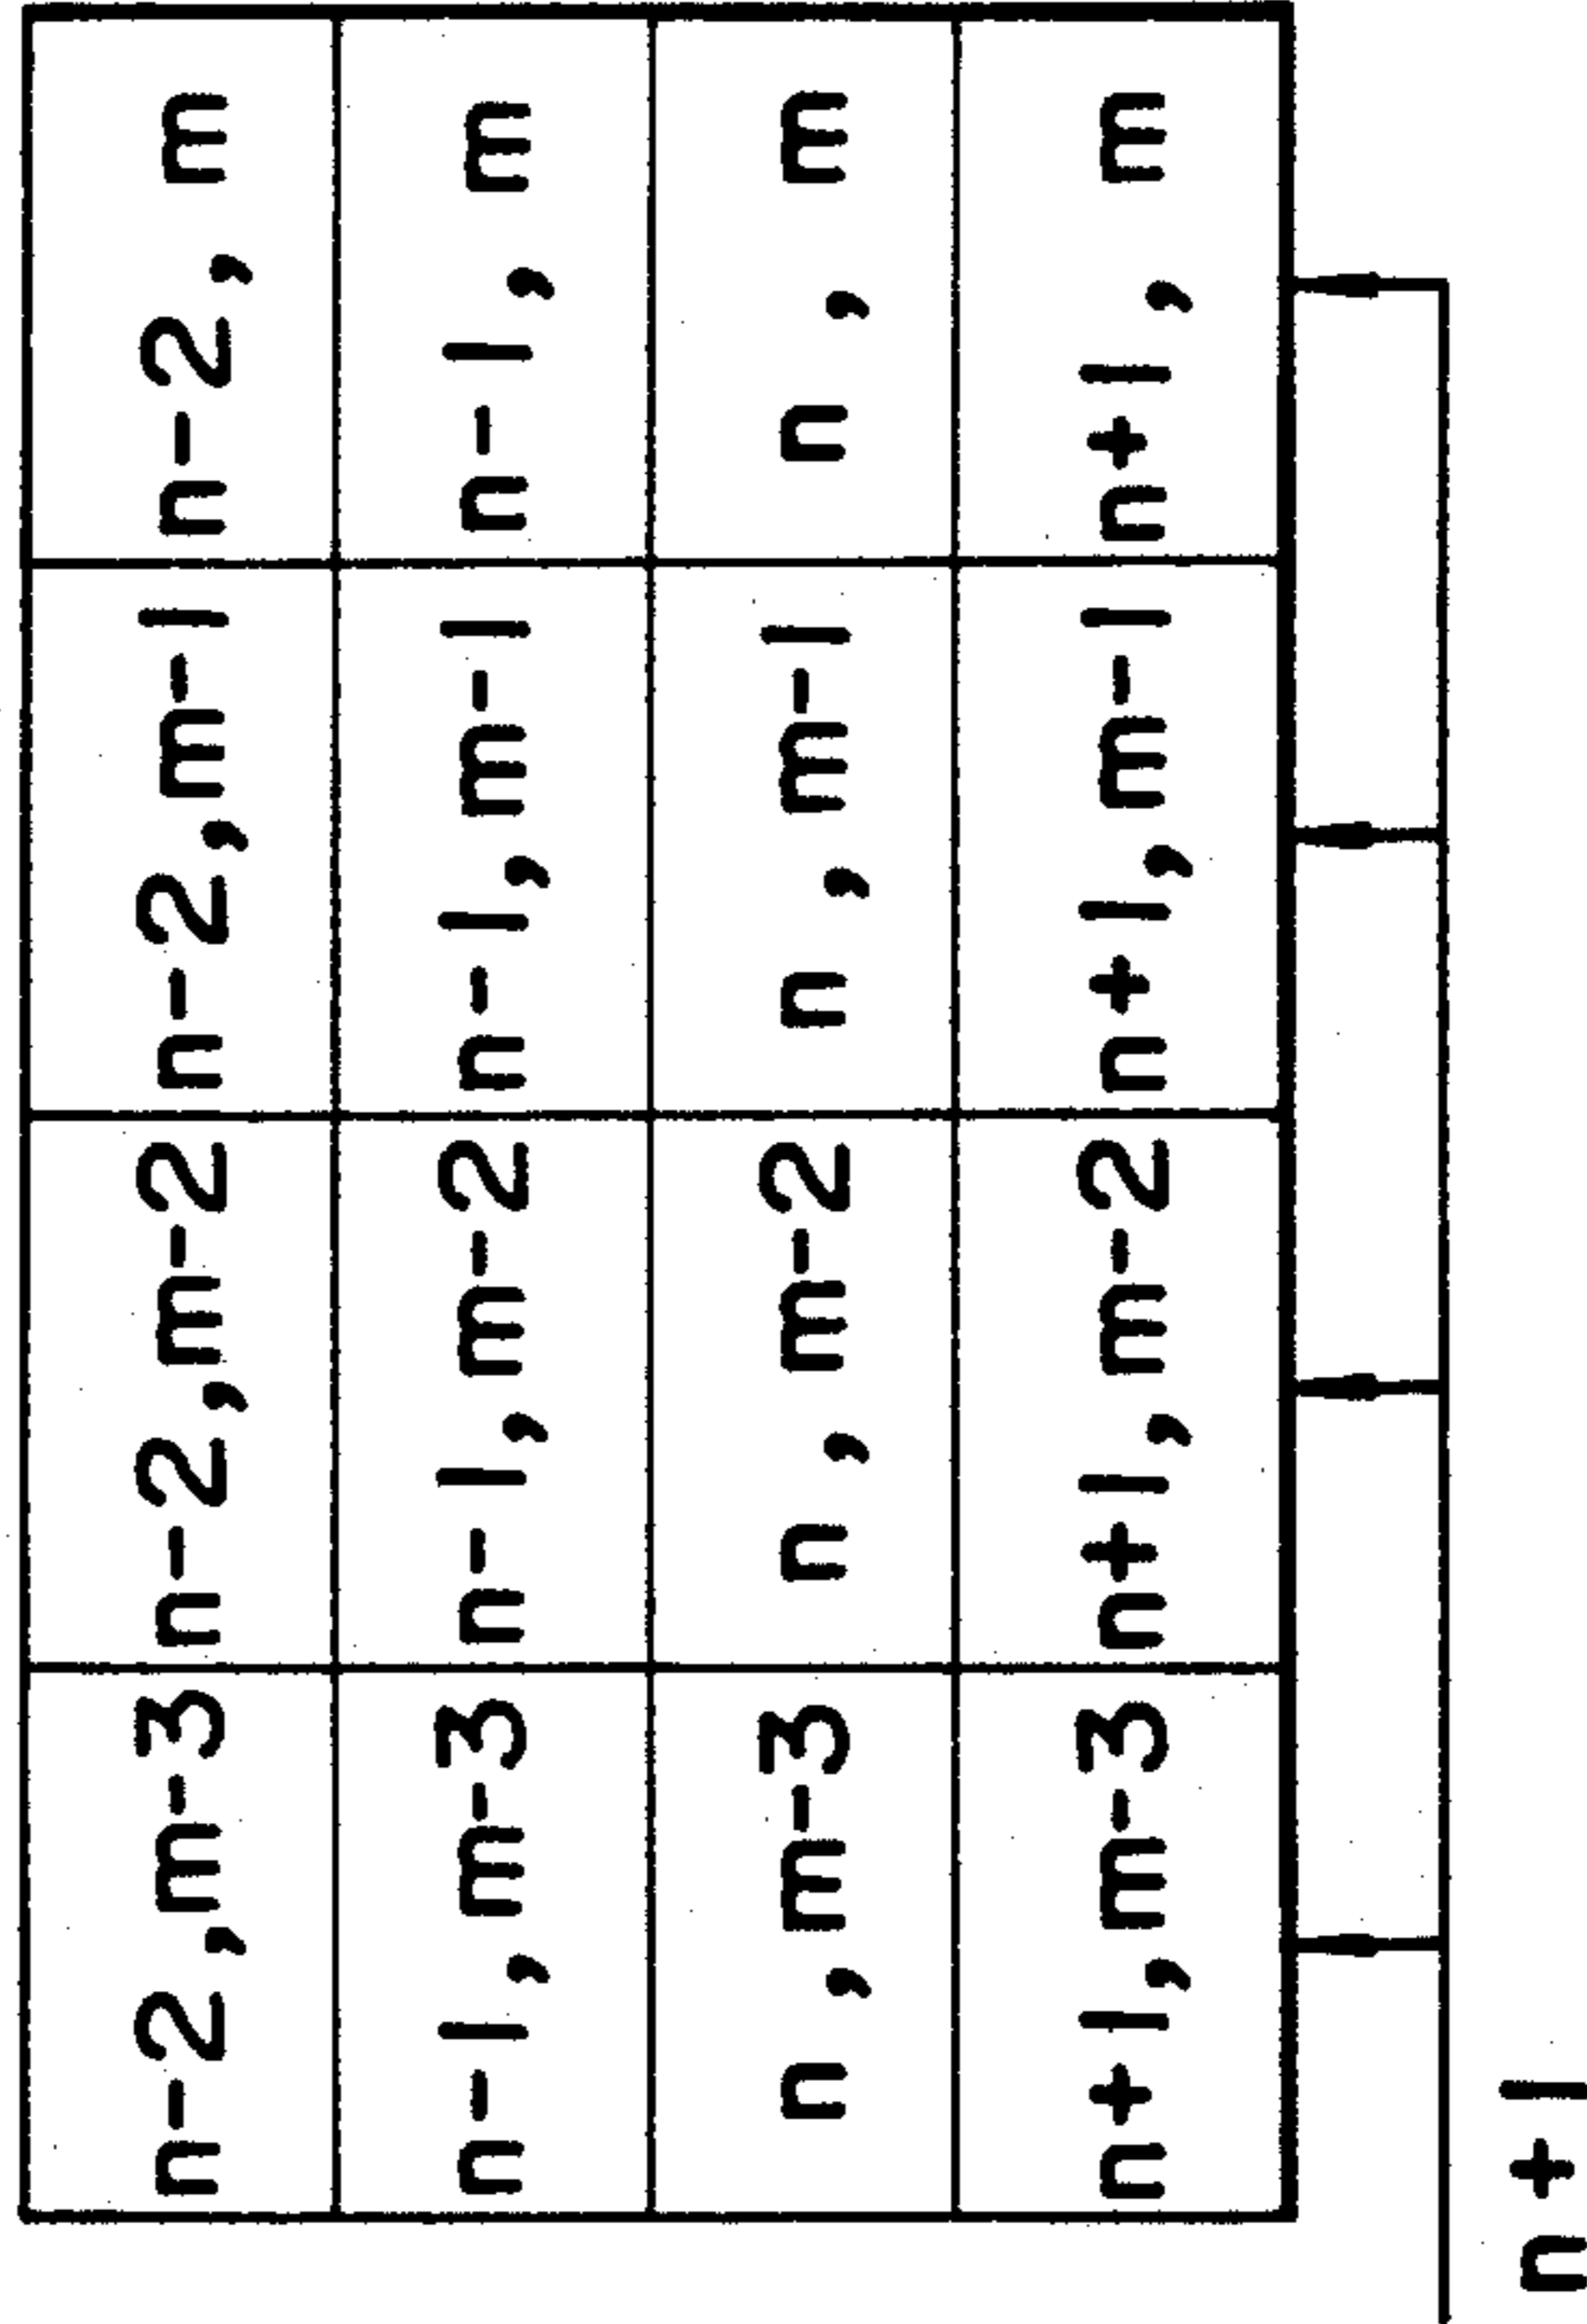 n-2,m-3 n-2,m-2 n-2,m-1 n-2, m
n-1, m-3 n-1, m-2 n-1, m-1 n-1, m
n ,m-3 n , m-2 n , m-1 n , m
n+1,m-3 n+1, m-2 n+1,m-1 n+1, m
n+1